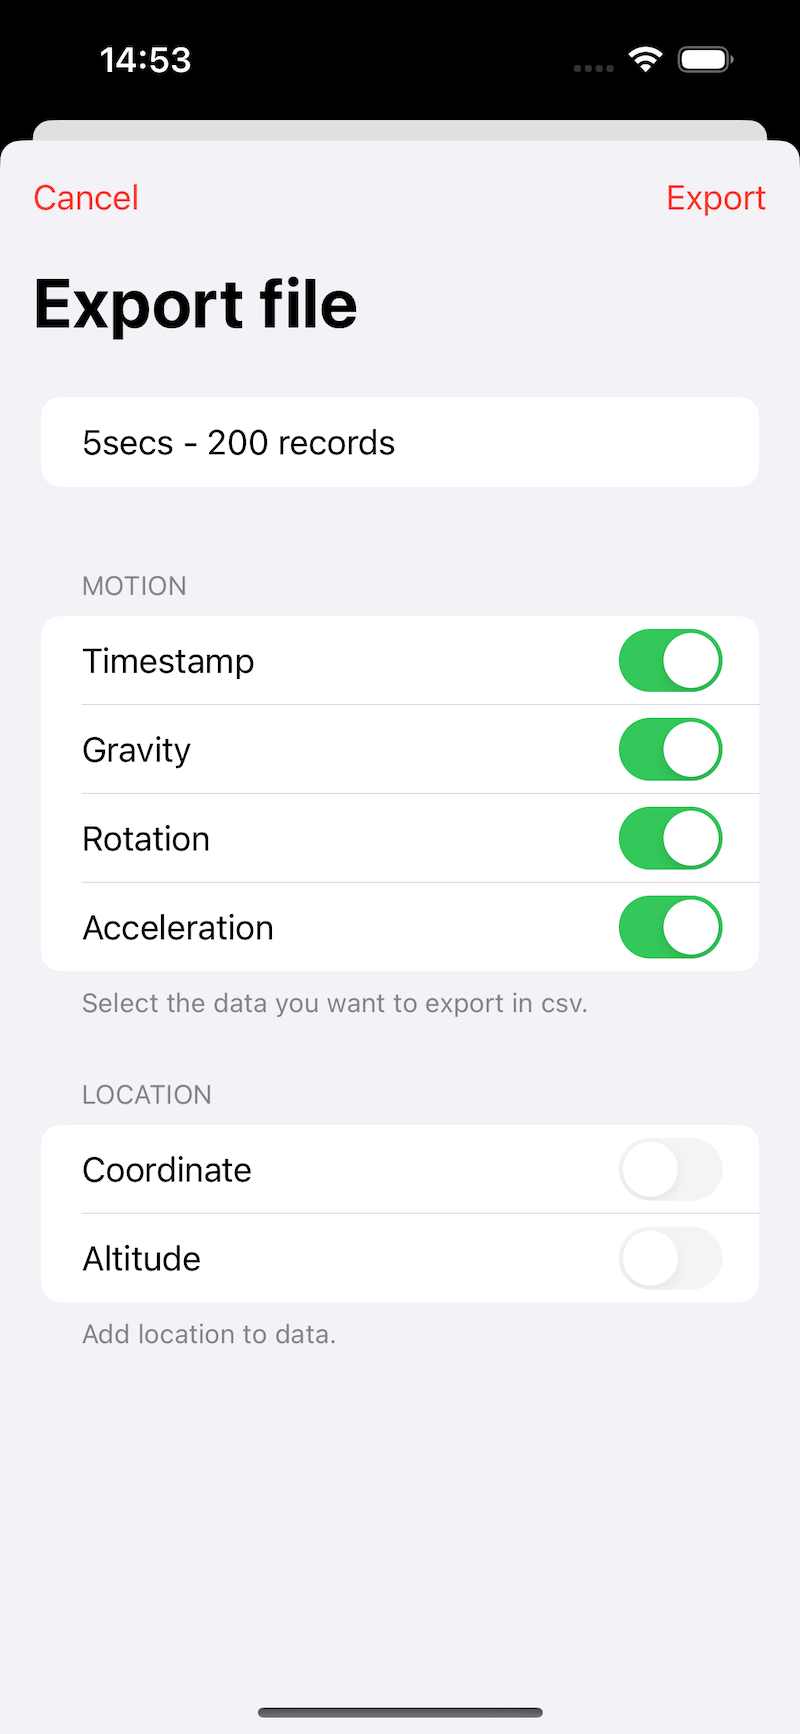 14:53
Cancel
Export
Export file
5secs - 200 records
MOTION
Timestamp
Gravity
Rotation
Acceleration
Select the data you want to export in csv.
LOCATION
Coordinate
Altitude
Add location to data.